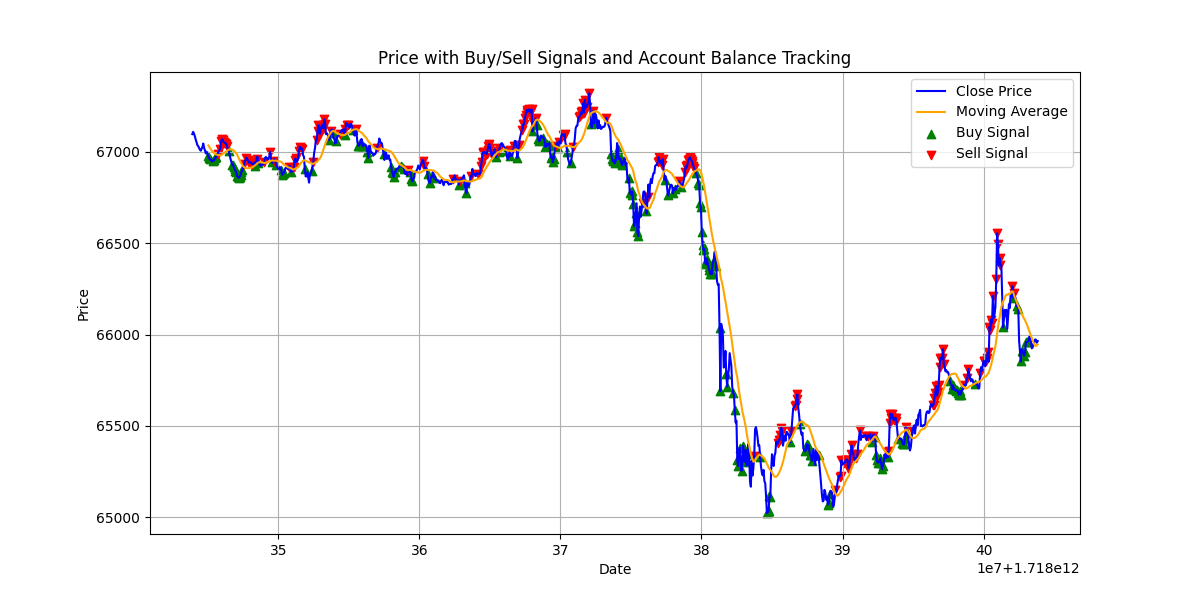 Price with Buy/Sell Signals and Account Balance Tracking
Close Price
Moving Average
Buy Signal
Sell Signal
Price
67000
66500
66000
65500
65000
35 36 37 38 39 40
Date
1e7+1.718e12